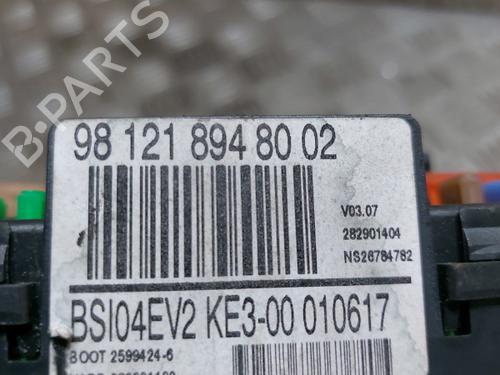 98 121 894 80 02
V03.07
282901404
NS26784782
BSI04EV2 KE3-00 010617
BOOT 2599424-6
B-PARTS